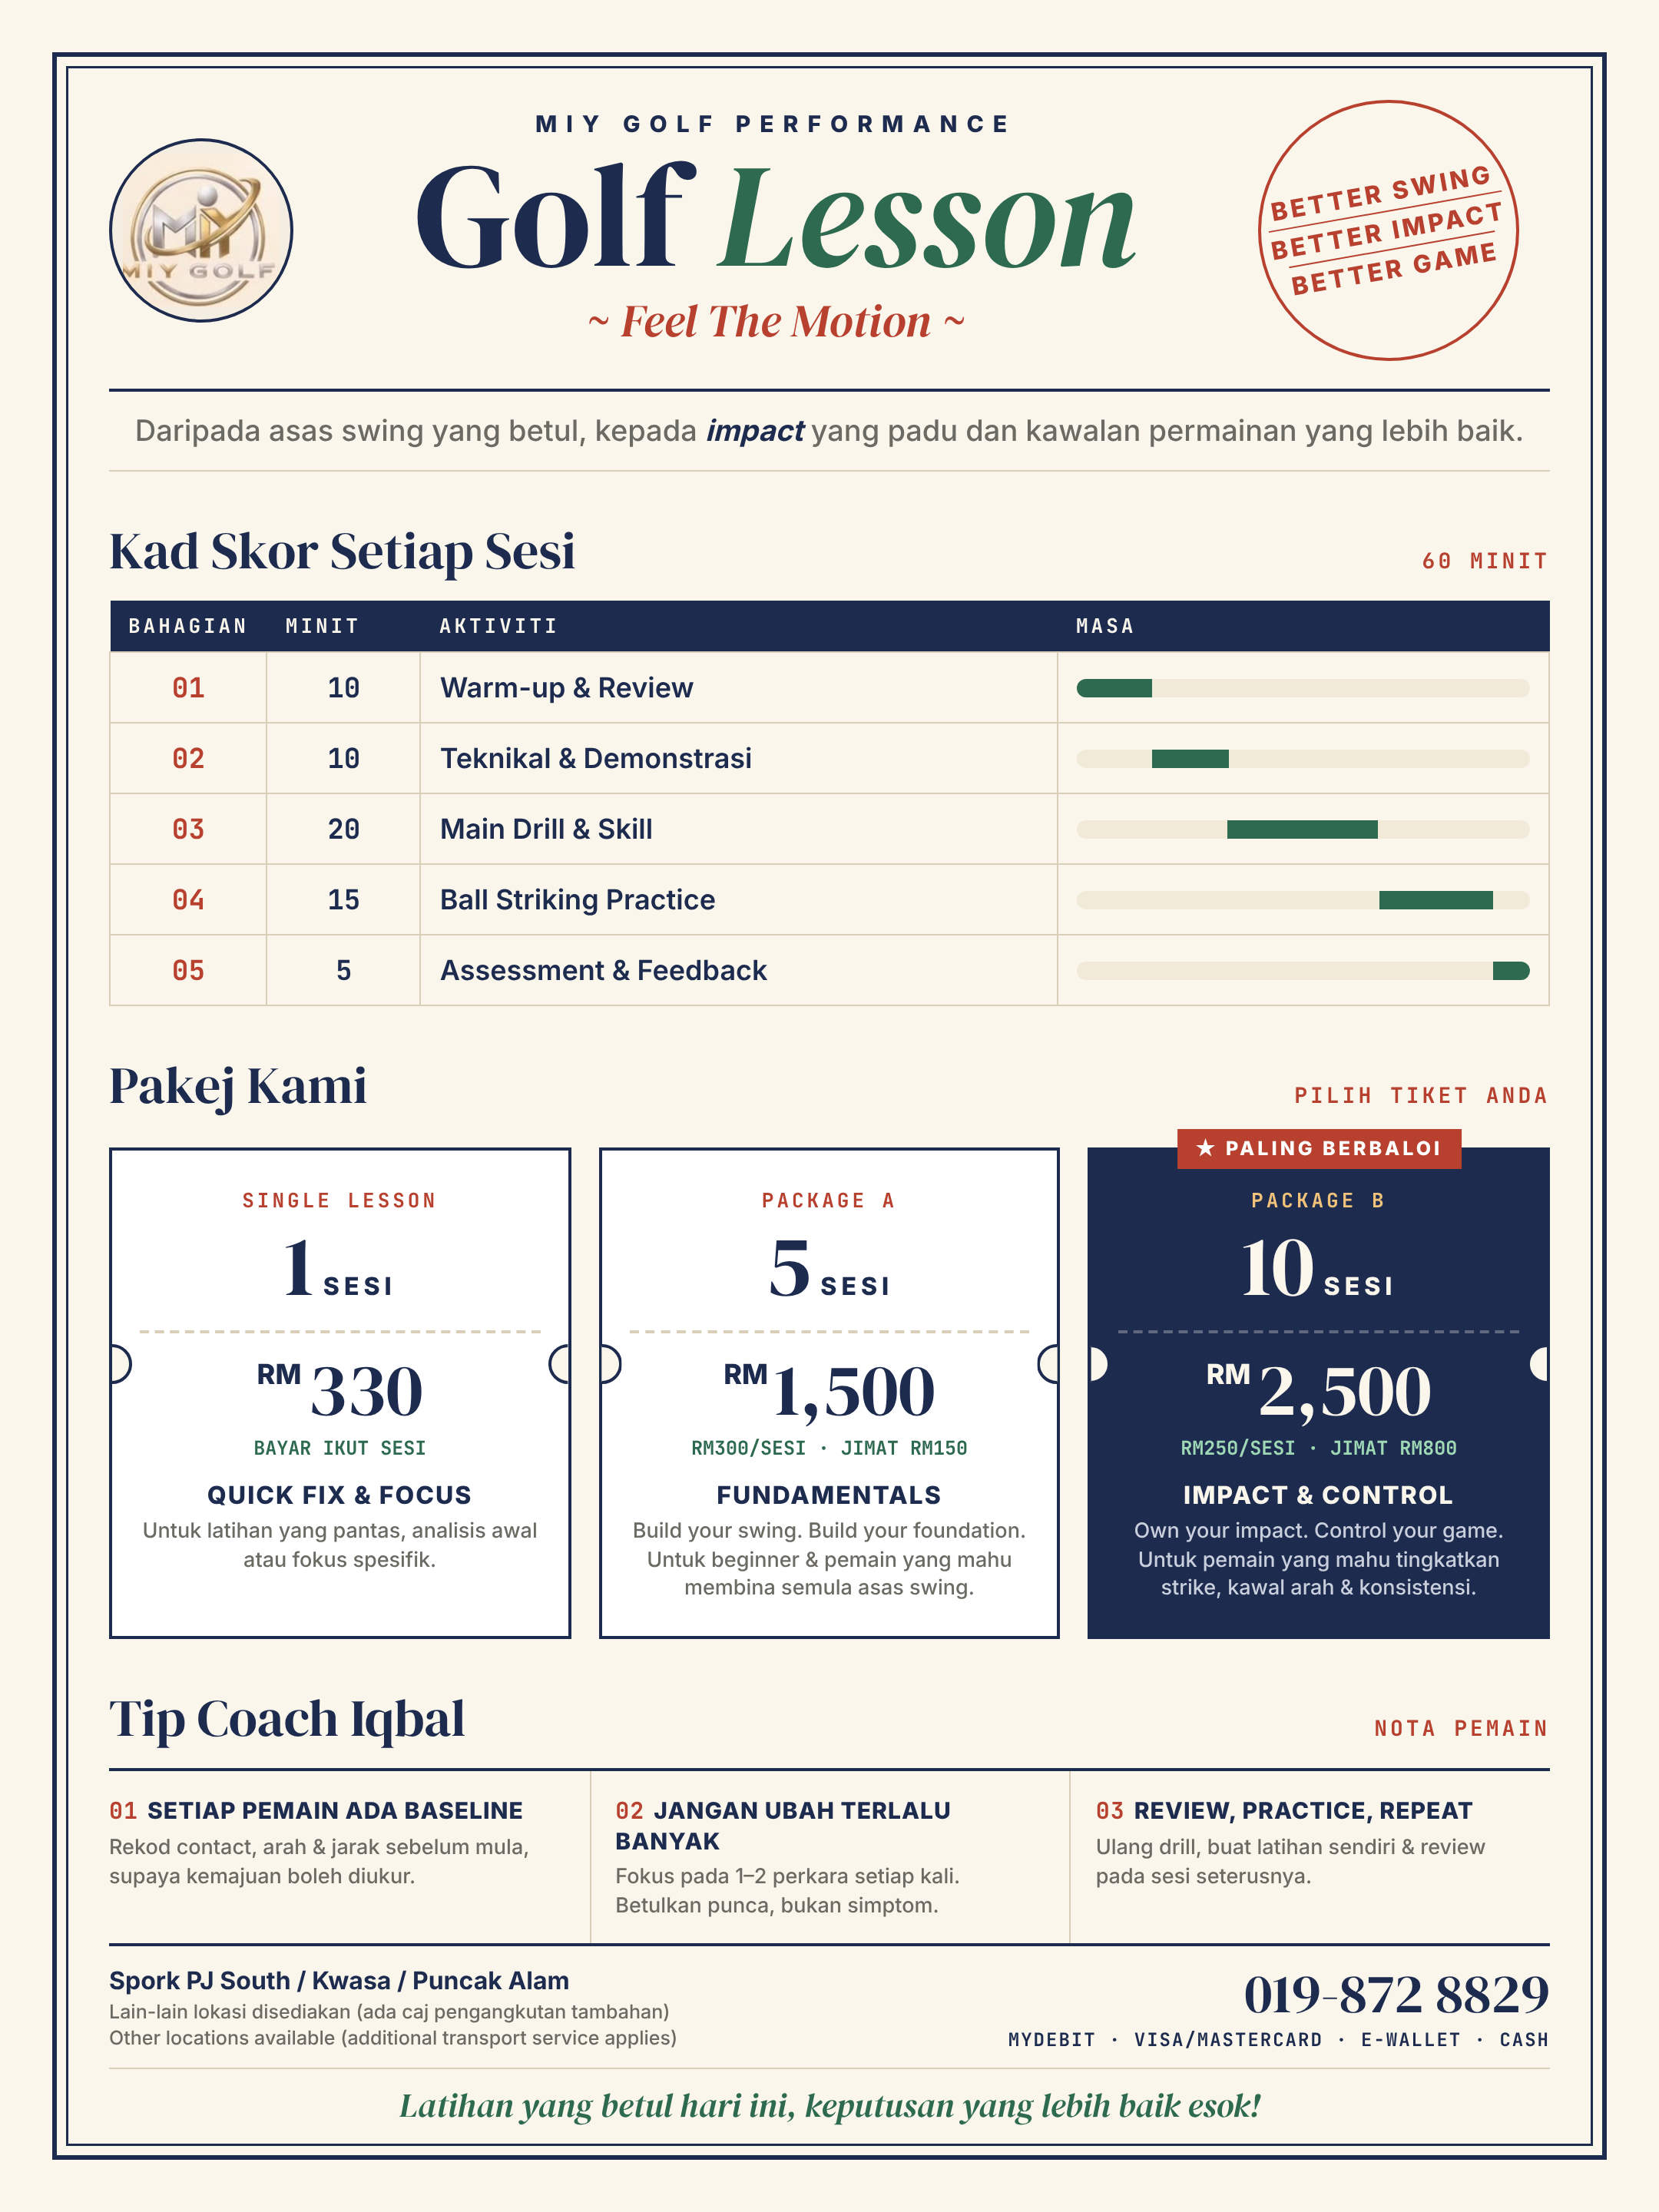 MIY GOLF PERFORMANCE
MIY GOLF
Golf Lesson
~ Feel The Motion ~
BETTER SWING
BETTER IMPACT
BETTER GAME
Daripada asas swing yang betul, kepada impact yang padu dan kawalan permainan yang lebih baik.
Kad Skor Setiap Sesi
60 MINIT
BAHAGIAN MINIT AKTIVITI MASA
01 10 Warm-up & Review
02 10 Teknikal & Demonstrasi
03 20 Main Drill & Skill
04 15 Ball Striking Practice
05 5 Assessment & Feedback
Pakej Kami
PILIH TIKET ANDA
SINGLE LESSON
1 SESI
RM 330
BAYAR IKUT SESI
QUICK FIX & FOCUS
Untuk latihan yang pantas, analisis awal
atau fokus spesifik.
PACKAGE A
5 SESI
RM 1,500
RM300/SESI · JIMAT RM150
FUNDAMENTALS
Build your swing. Build your foundation.
Untuk beginner & pemain yang mahu
membina semula asas swing.
★ PALING BERBALOI
PACKAGE B
10 SESI
RM 2,500
RM250/SESI · JIMAT RM800
IMPACT & CONTROL
Own your impact. Control your game.
Untuk pemain yang mahu tingkatkan
strike, kawal arah & konsistensi.
Tip Coach Iqbal
NOTA PEMAIN
01 SETIAP PEMAIN ADA BASELINE
Rekod contact, arah & jarak sebelum mula,
supaya kemajuan boleh diukur.
02 JANGAN UBAH TERLALU
BANYAK
Fokus pada 1–2 perkara setiap kali.
Betulkan punca, bukan simptom.
03 REVIEW, PRACTICE, REPEAT
Ulang drill, buat latihan sendiri & review
pada sesi seterusnya.
Spork PJ South / Kwasa / Puncak Alam
Lain-lain lokasi disediakan (ada caj pengangkutan tambahan)
Other locations available (additional transport service applies)
019-872 8829
MYDEBIT · VISA/MASTERCARD · E-WALLET · CASH
Latihan yang betul hari ini, keputusan yang lebih baik esok!